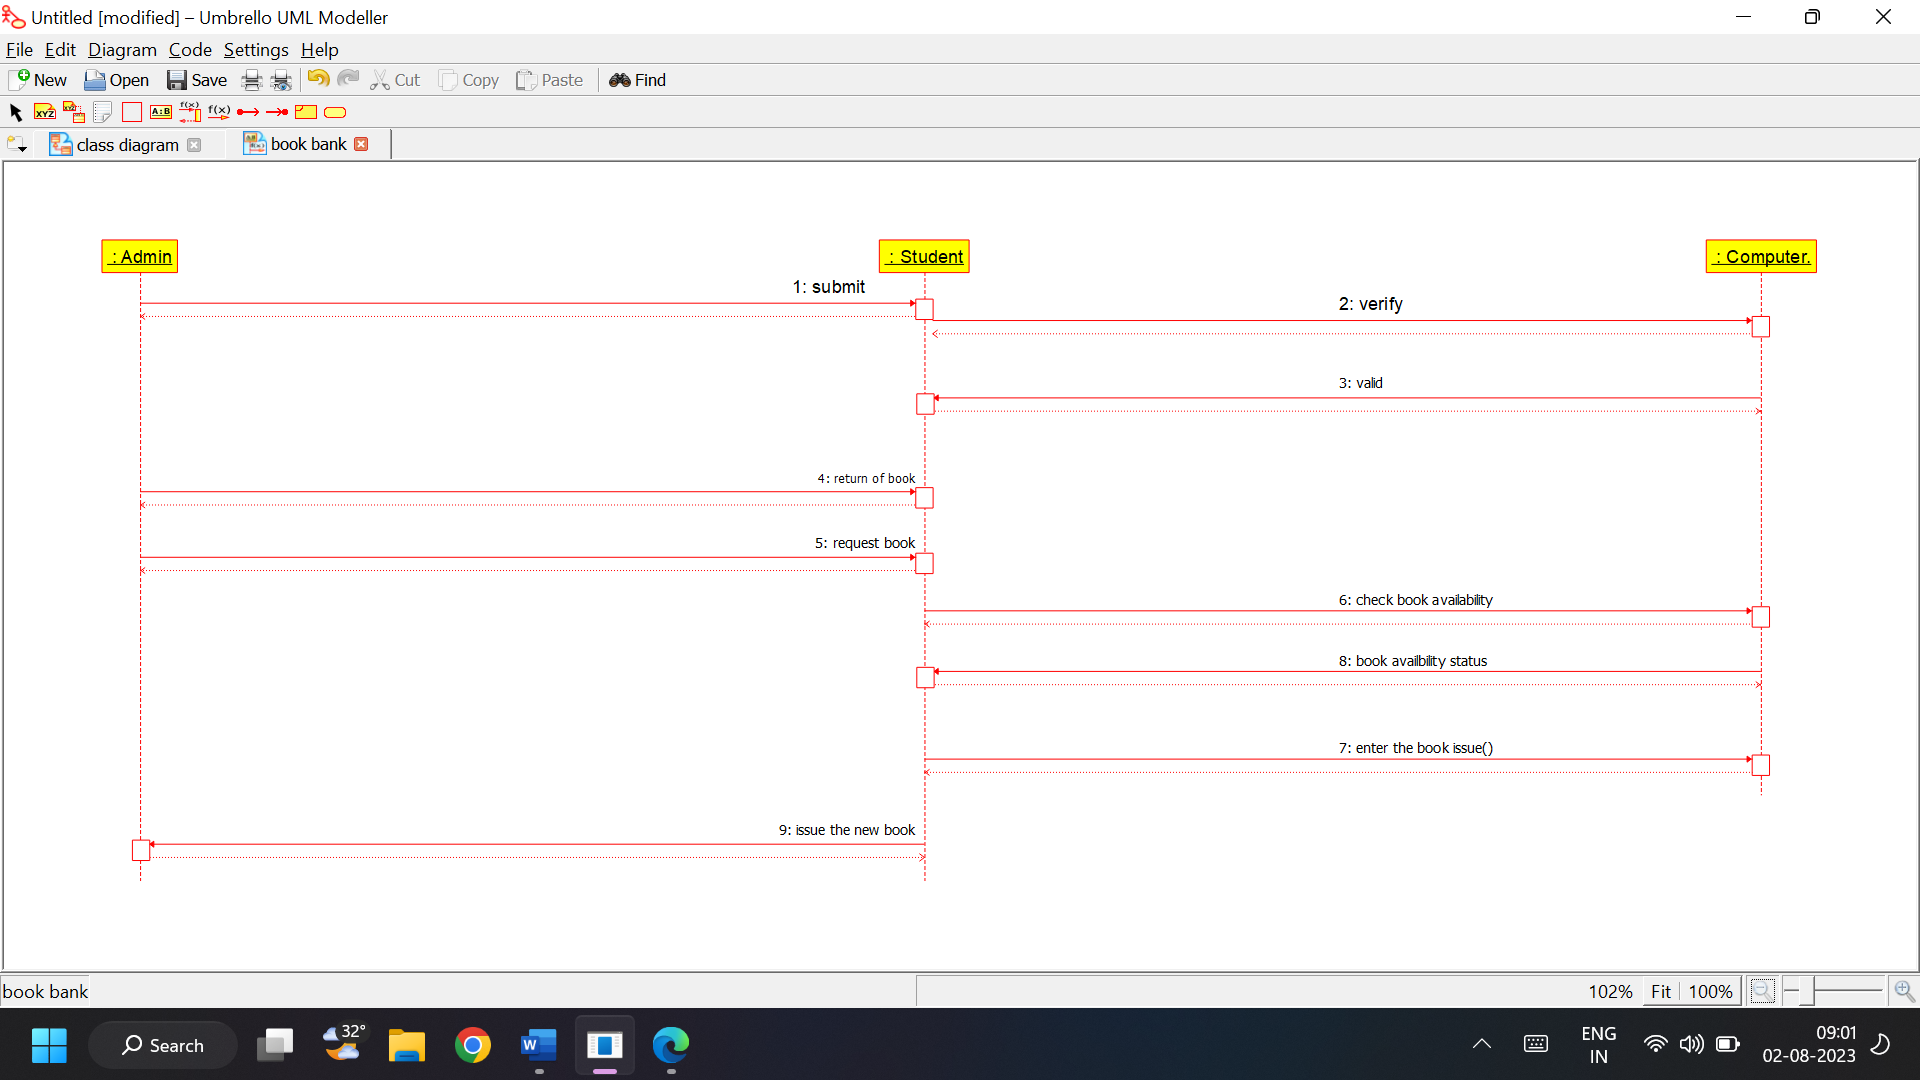 Untitled [modified] – Umbrello UML Modeller
File Edit Diagram Code Settings Help
New Open Save Cut Copy Paste Find
XYZ XYZ A:B f(x) f(x)
class diagram book bank
: Admin : Student : Computer.
1: submit
2: verify
3: valid
4: return of book
5: request book
6: check book availability
8: book availbility status
7: enter the book issue()
9: issue the new book
book bank 102% Fit 100%
Search 32° W ENG IN 09:01 02-08-2023